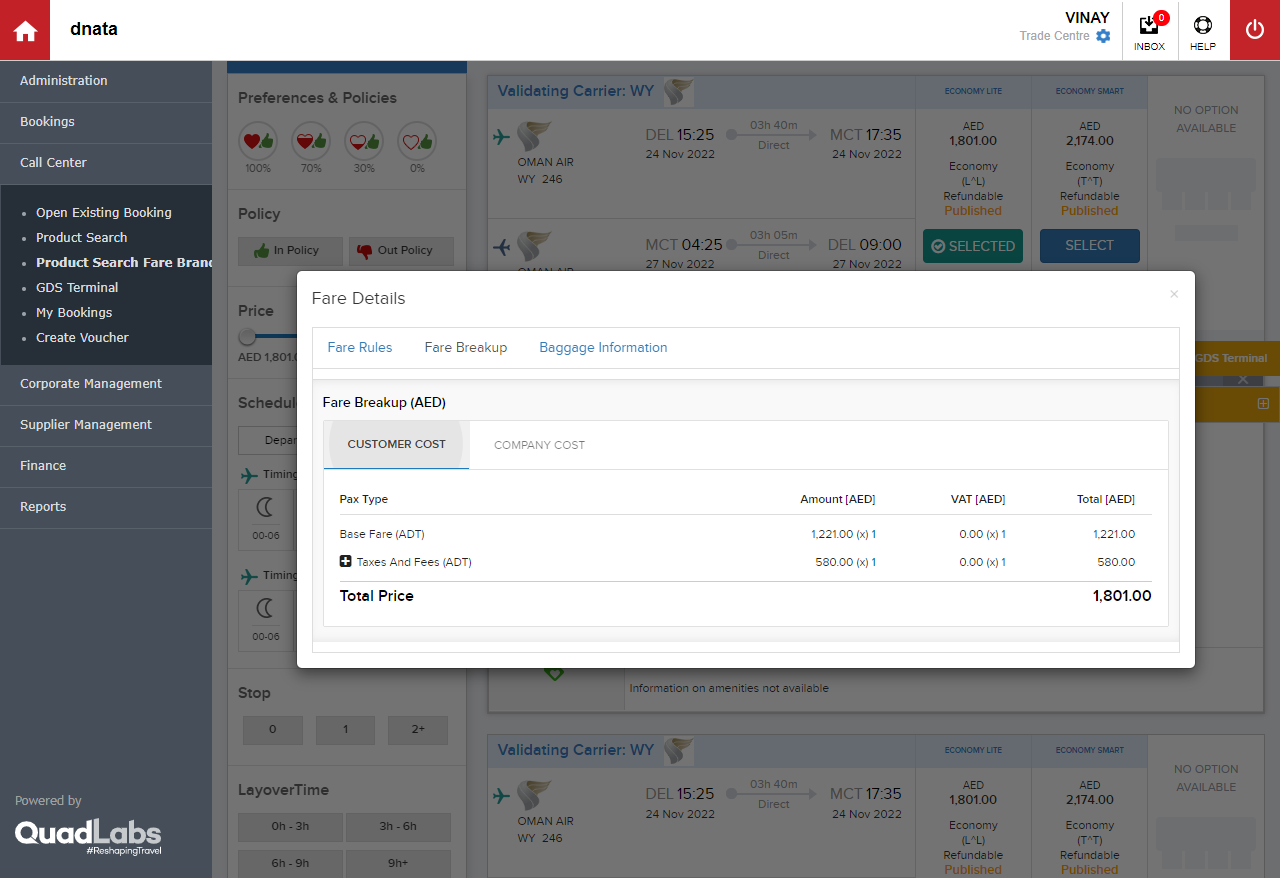 dnata
VINAY
Trade Centre
0
INBOX
HELP
Administration
Bookings
Call Center
Open Existing Booking
Product Search
Product Search Fare Brand
GDS Terminal
My Bookings
Create Voucher
Corporate Management
Supplier Management
Finance
Reports
Powered by
QuadLabs
#ReshapingTravel
Preferences & Policies
100% 70% 30% 0%
Policy
In Policy Out Policy
Price
AED 1,801.0
Schedul
Depar
Timing
00-06
Timing
00-06
Stop
0 1 2+
LayoverTime
0h - 3h 3h - 6h
6h - 9h 9h+
Validating Carrier: WY
ECONOMY LITE ECONOMY SMART
NO OPTION
AVAILABLE
OMAN AIR
WY 246
DEL 15:25 03h 40m MCT 17:35
24 Nov 2022 Direct 24 Nov 2022
AED
1,801.00
Economy
(L^L)
Refundable
Published
SELECTED
AED
2,174.00
Economy
(T^T)
Refundable
Published
SELECT
MCT 04:25 03h 05m DEL 09:00
27 Nov 2022 Direct 27 Nov 2022
OMAN AIR
GDS Terminal
Fare Details
×
Fare Rules Fare Breakup Baggage Information
Fare Breakup (AED)
CUSTOMER COST COMPANY COST
Pax Type Amount [AED] VAT [AED] Total [AED]
Base Fare (ADT) 1,221.00 (x) 1 0.00 (x) 1 1,221.00
Taxes And Fees (ADT) 580.00 (x) 1 0.00 (x) 1 580.00
Total Price 1,801.00
Information on amenities not available
Validating Carrier: WY
ECONOMY LITE ECONOMY SMART
NO OPTION
AVAILABLE
OMAN AIR
WY 246
DEL 15:25 03h 40m MCT 17:35
24 Nov 2022 Direct 24 Nov 2022
AED
1,801.00
Economy
(L^L)
Refundable
Published
AED
2,174.00
Economy
(T^T)
Refundable
Published